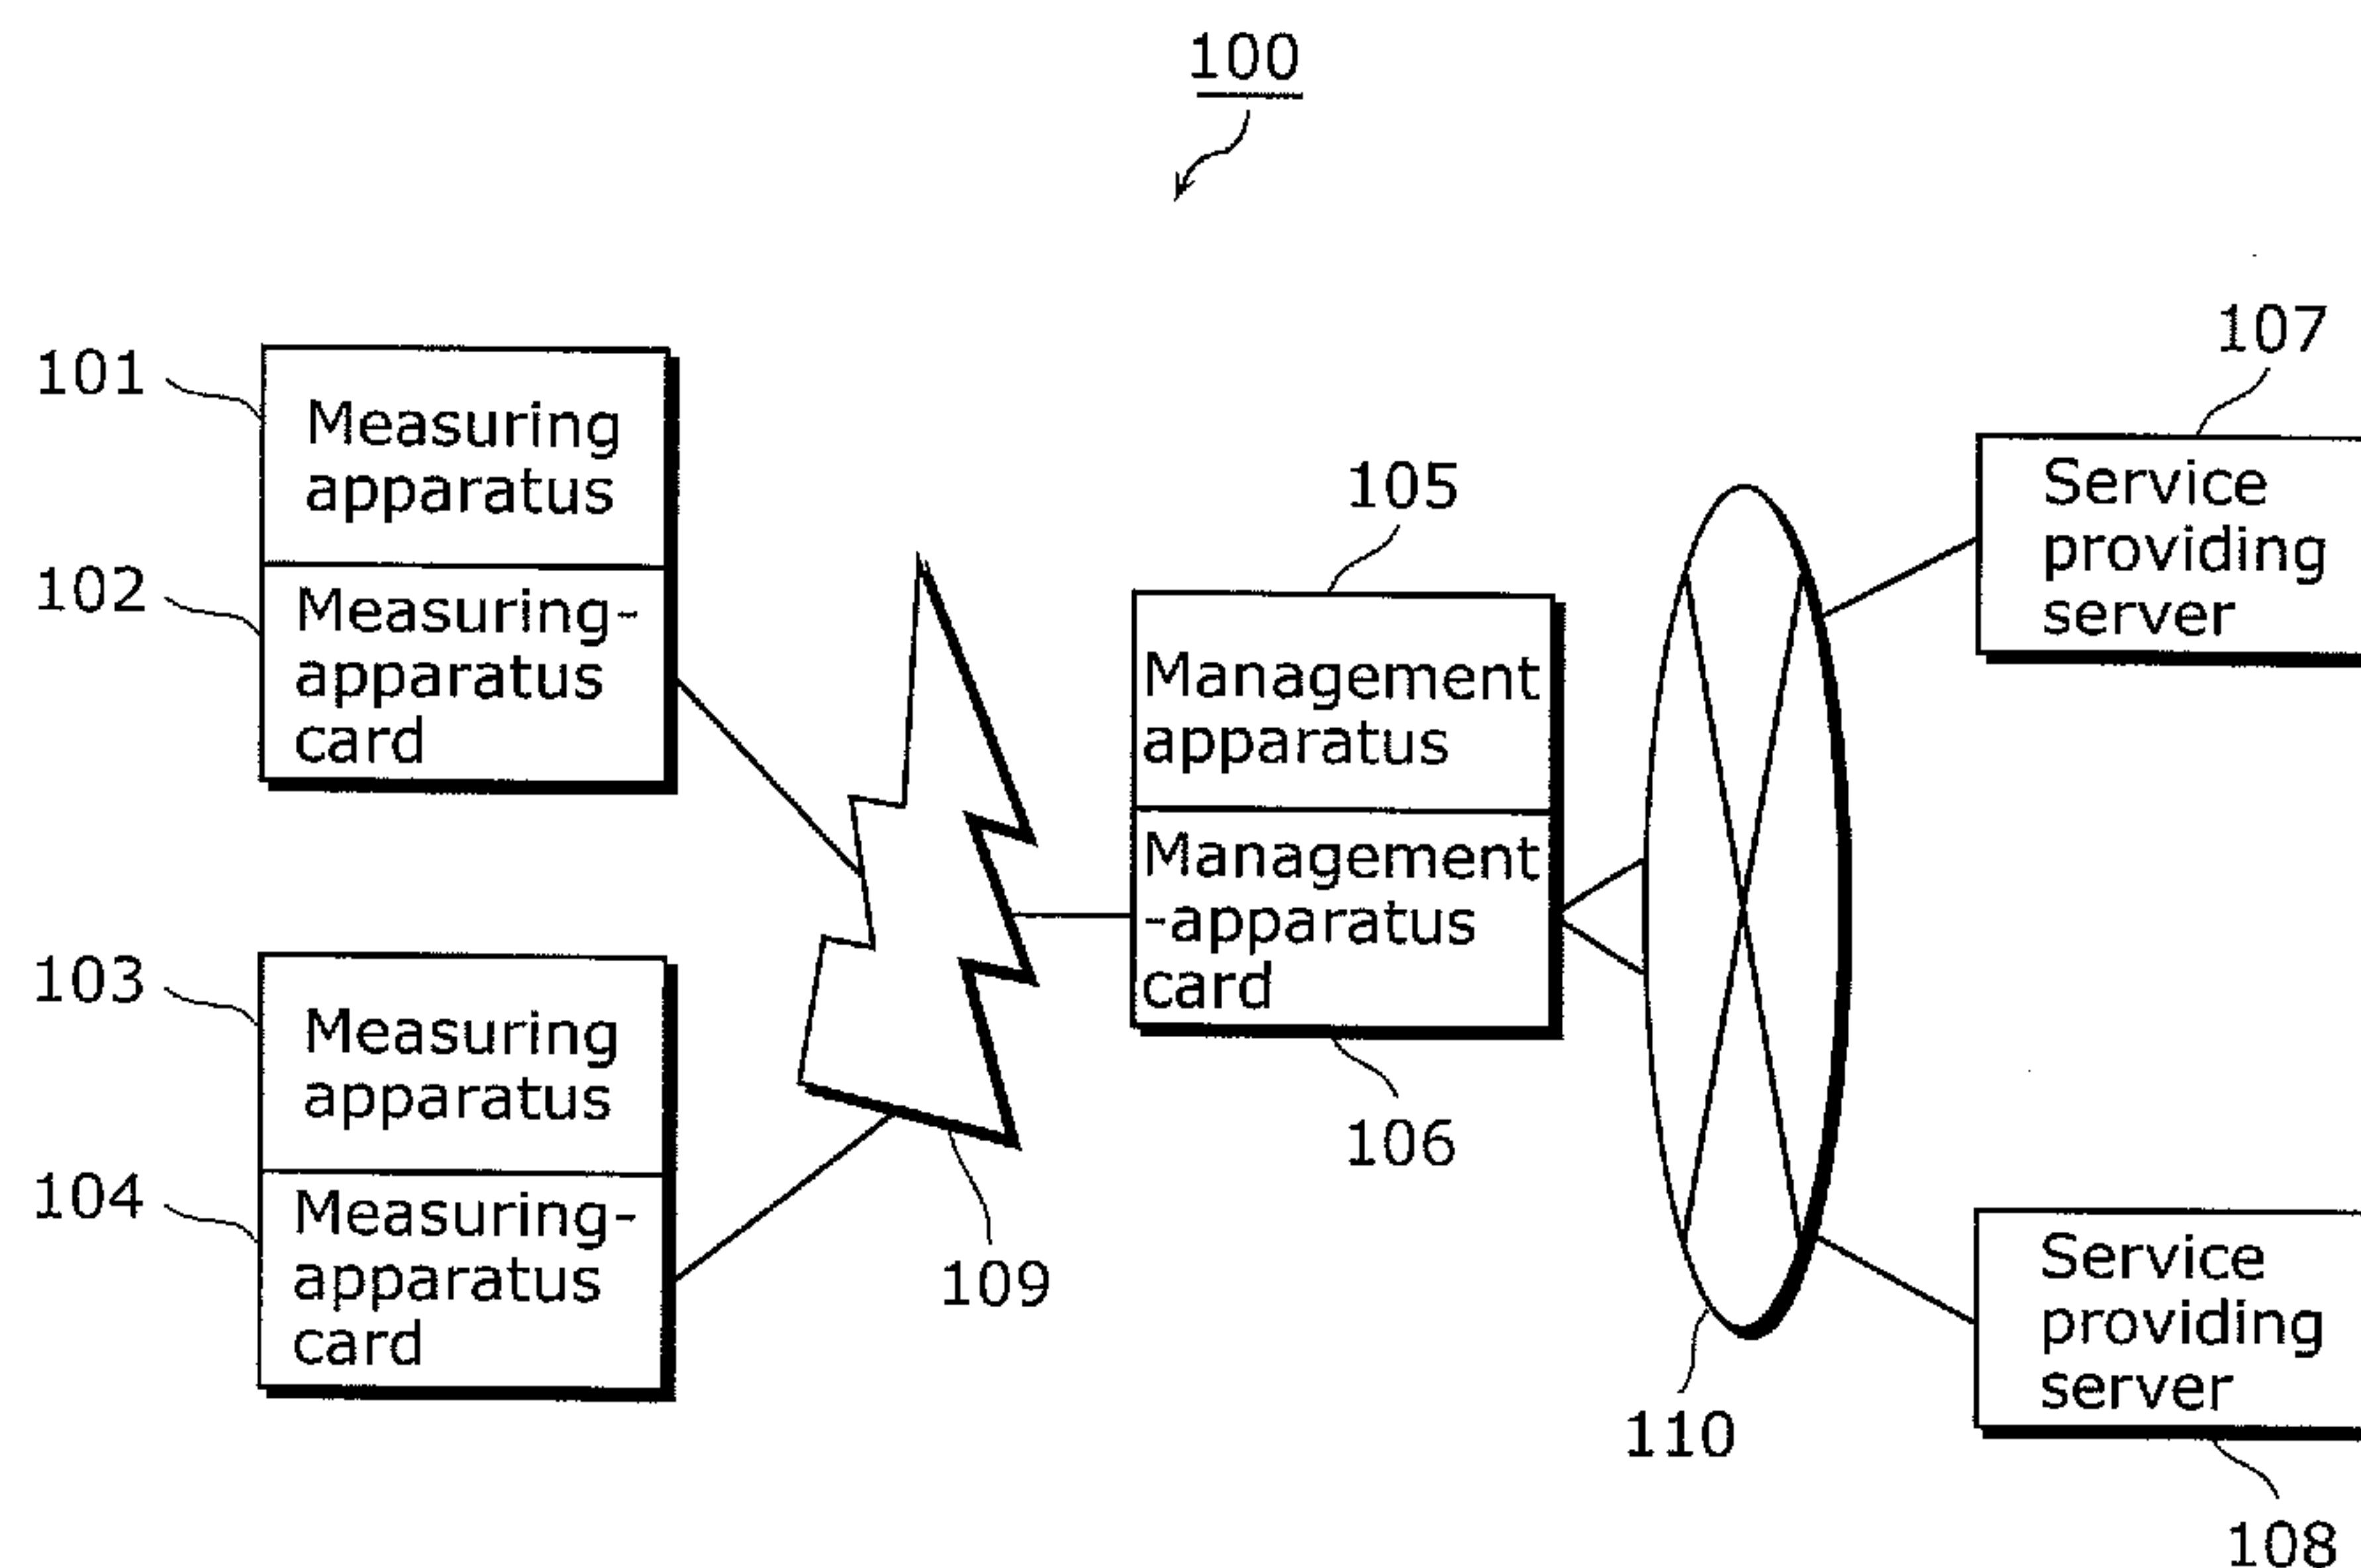 100
101
Measuring
apparatus
102
Measuring-
apparatus
card
103
Measuring
apparatus
104
Measuring-
apparatus
card
109
105
Management
apparatus
Management
-apparatus
card
106
110
107
Service
providing
server
Service
providing
server
108